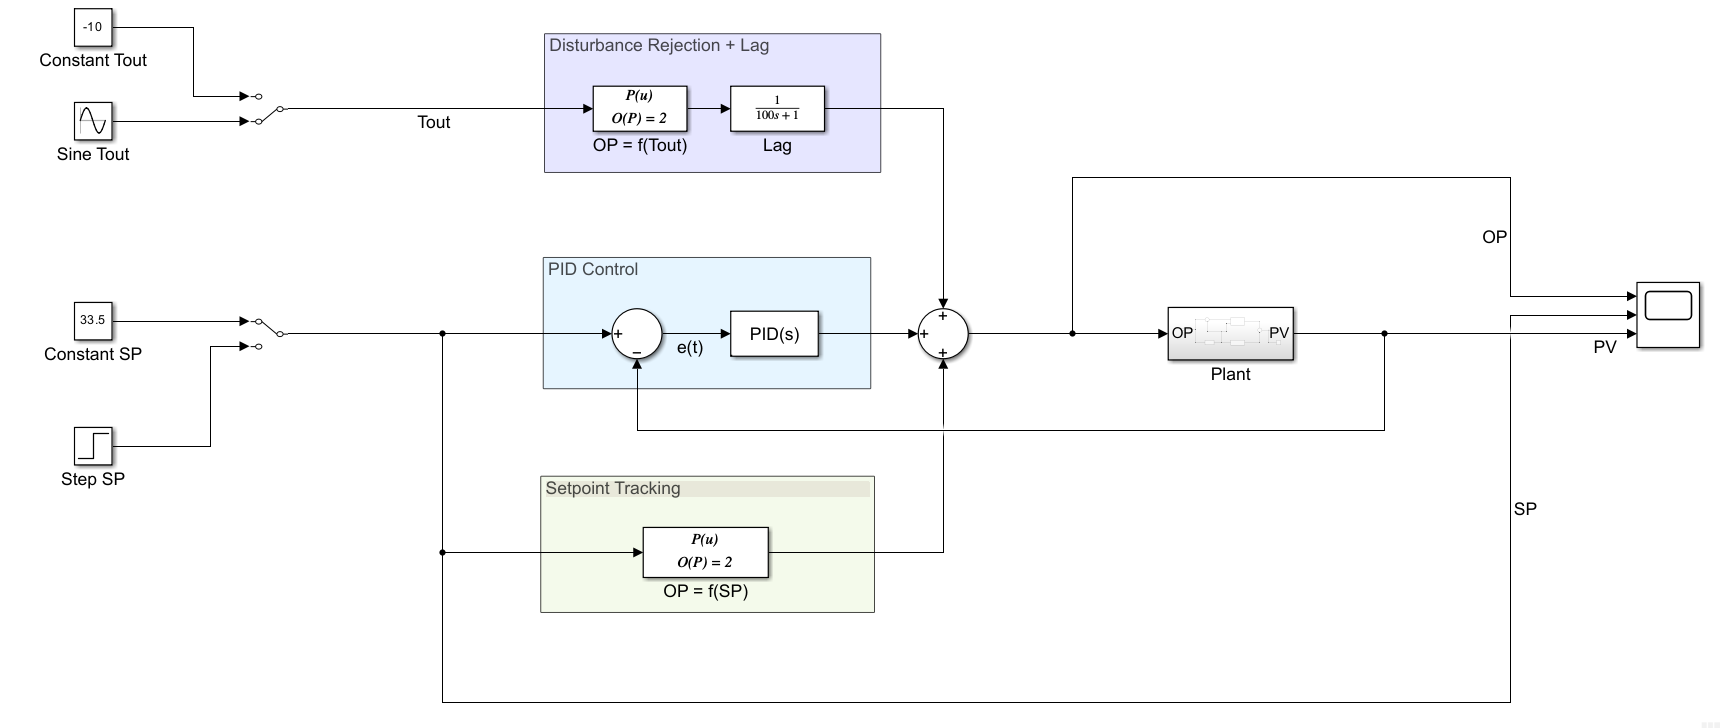 -10
Constant Tout
Sine Tout
Tout
Disturbance Rejection + Lag
P(u)
O(P) = 2
OP = f(Tout)
1
100s + 1
Lag
33.5
Constant SP
Step SP
PID Control
+
−
e(t)
PID(s)
+
+
+
OP
PV
Plant
OP
PV
SP
Setpoint Tracking
P(u)
O(P) = 2
OP = f(SP)